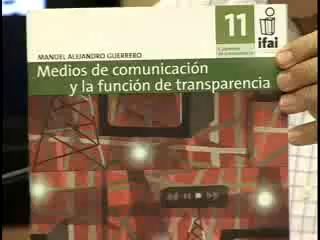 11
ifai
MANUEL ALEJANDRO GUERRERO
Medios de comunicación
y la función de transparencia